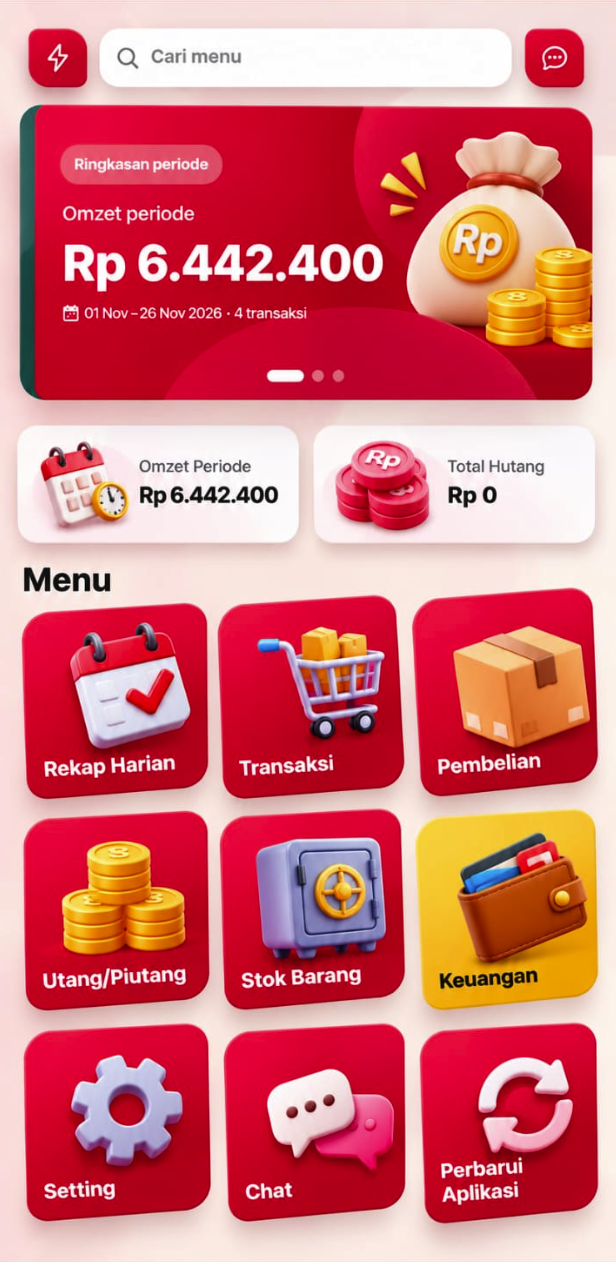 Cari menu
Ringkasan periode
Omzet periode
Rp 6.442.400
01 Nov – 26 Nov 2026 · 4 transaksi
Rp
Omzet Periode
Rp 6.442.400
Rp
Total Hutang
Rp 0
Menu
Rekap Harian
Transaksi
Pembelian
Utang/Piutang
Stok Barang
Keuangan
Setting
Chat
Perbarui
Aplikasi